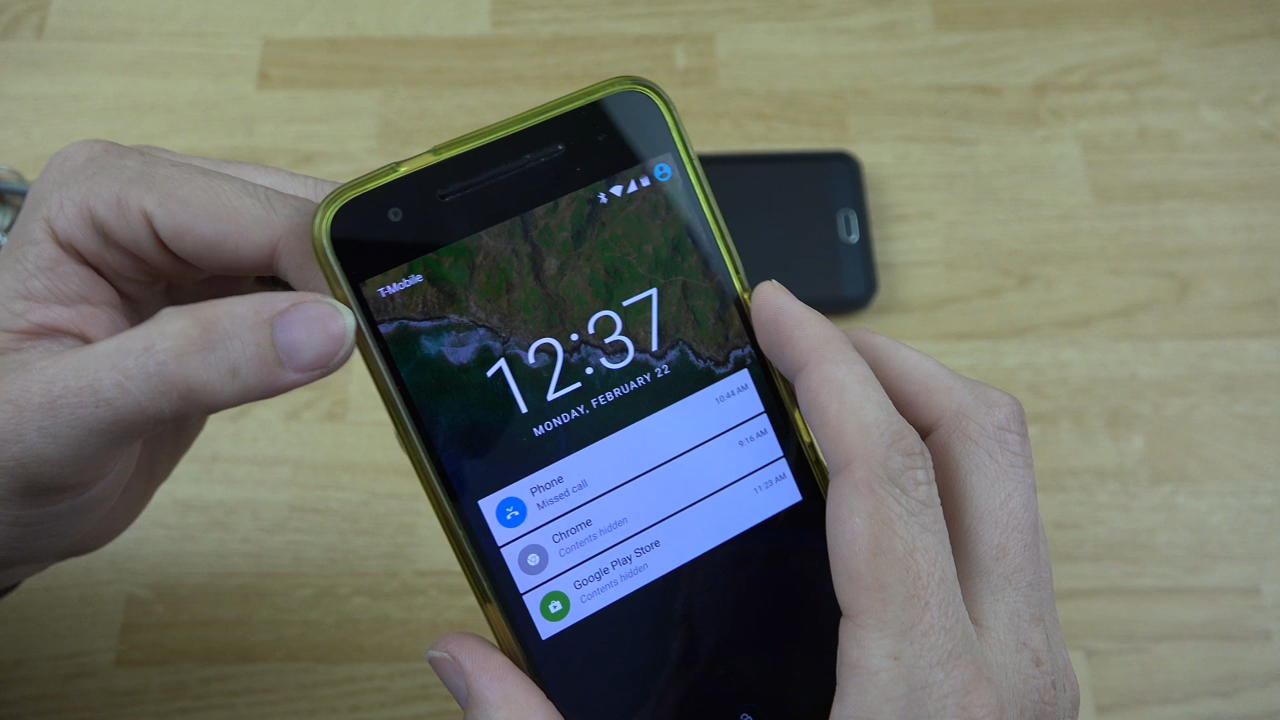 T-Mobile
12:37
MONDAY, FEBRUARY 22
Phone 10:44 AM
Missed call
Chrome 9:16 AM
Contents hidden
Google Play Store 11:23 AM
Contents hidden